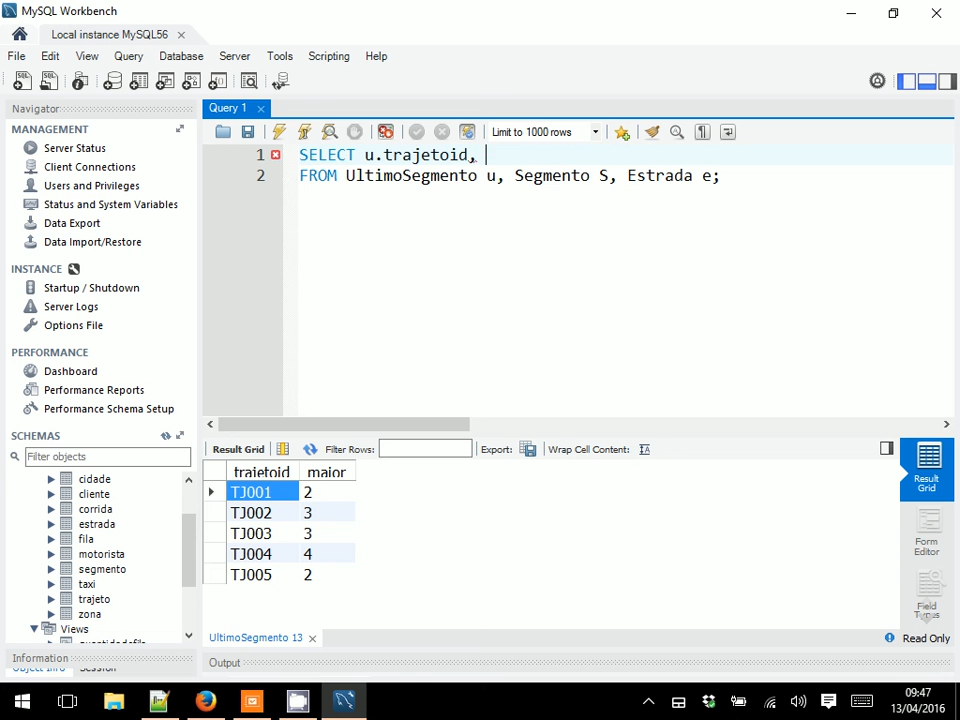 MySQL Workbench
Local instance MySQL56
File Edit View Query Database Server Tools Scripting Help
Navigator
MANAGEMENT
Server Status
Client Connections
Users and Privileges
Status and System Variables
Data Export
Data Import/Restore
INSTANCE
Startup / Shutdown
Server Logs
Options File
PERFORMANCE
Dashboard
Performance Reports
Performance Schema Setup
SCHEMAS
Filter objects
cidade
cliente
corrida
estrada
fila
motorista
segmento
taxi
trajeto
zona
Views
quantidadefila
Information
Object Info Session
Query 1
Limit to 1000 rows
1 SELECT u.trajetoid,
2 FROM UltimoSegmento u, Segmento S, Estrada e;
Result Grid Filter Rows: Export: Wrap Cell Content:
trajetoid maior
TJ001 2
TJ002 3
TJ003 3
TJ004 4
TJ005 2
Result
Grid
Form
Editor
Field
Types
UltimoSegmento 13
Read Only
Output
09:47
13/04/2016